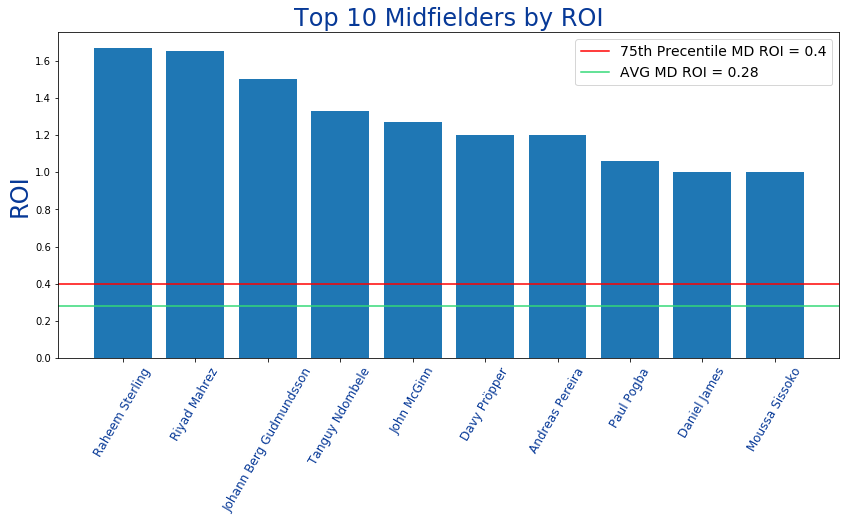 Top 10 Midfielders by ROI
75th Precentile MD ROI = 0.4
AVG MD ROI = 0.28
ROI
1.6
1.4
1.2
1.0
0.8
0.6
0.4
0.2
0.0
Raheem Sterling
Riyad Mahrez
Johann Berg Gudmundsson
Tanguy Ndombele
John McGinn
Davy Pröpper
Andreas Pereira
Paul Pogba
Daniel James
Moussa Sissoko